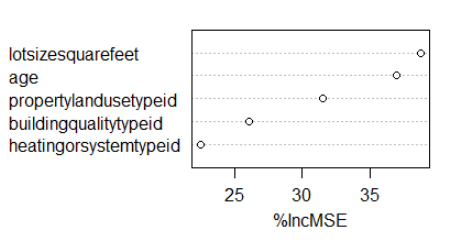 lotsizesquarefeet
age
propertylandusetypeid
buildingqualitytypeid
heatingorsystemtypeid
25 30 35
%IncMSE